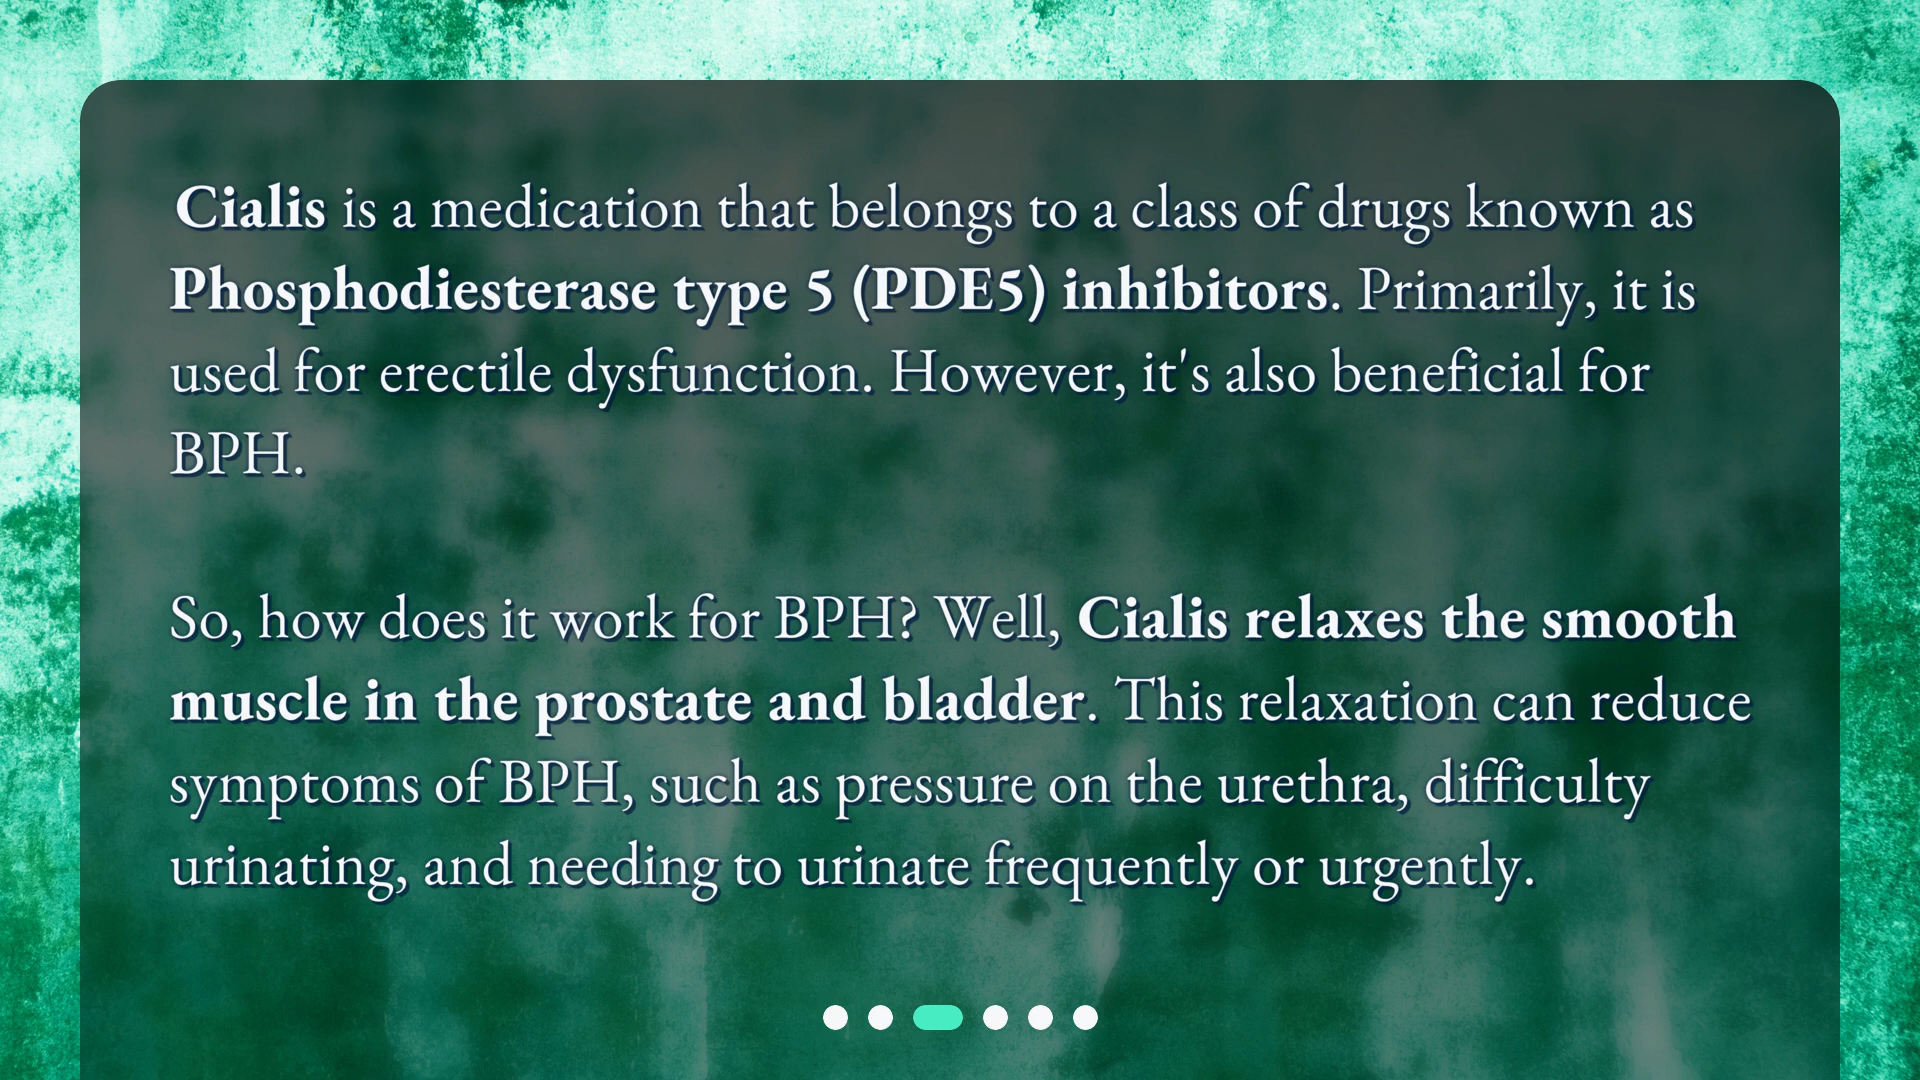 Cialis is a medication that belongs to a class of drugs known as
Phosphodiesterase type 5 (PDE5) inhibitors. Primarily, it is
used for erectile dysfunction. However, it's also beneficial for
BPH.
So, how does it work for BPH? Well, Cialis relaxes the smooth
muscle in the prostate and bladder. This relaxation can reduce
symptoms of BPH, such as pressure on the urethra, difficulty
urinating, and needing to urinate frequently or urgently.